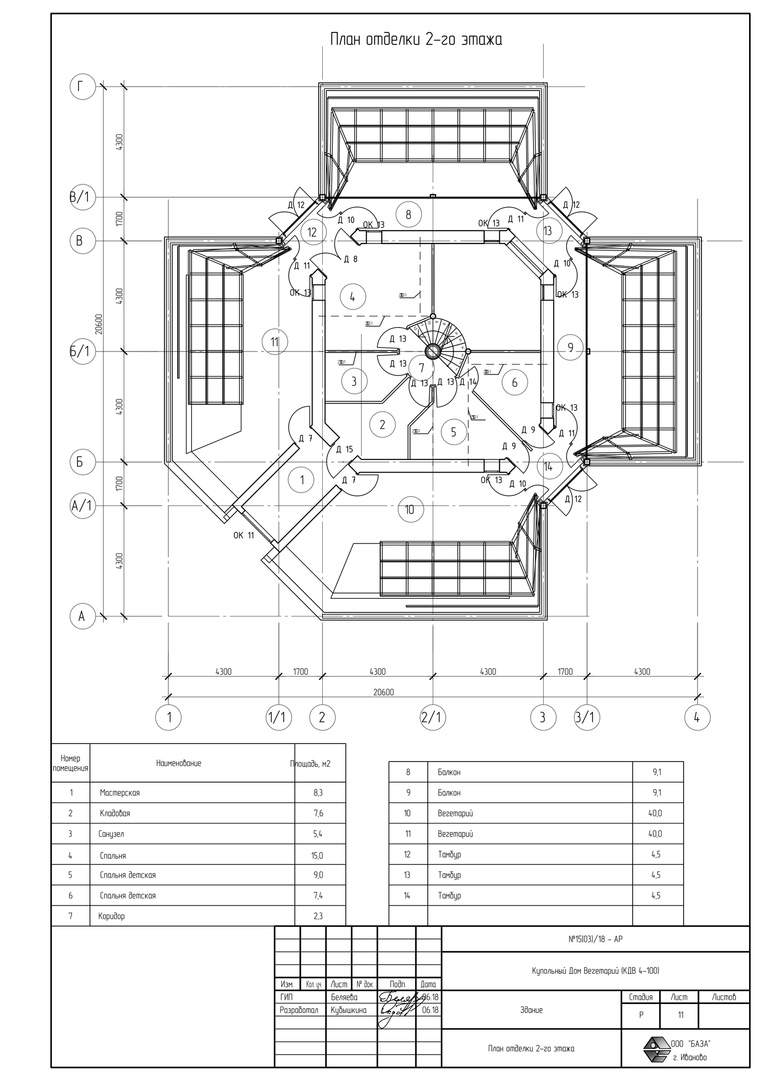 План отделки 2-го этажа
Г
4300
В/1
Д 12
Д 10
ОК 13
8
ОК 13
Д 11
Д 12
1700
12
13
В
Д 11
Д 8
Д 10
4300
ОК 13
4
ОК 13
20600
11
Д 13
9
Б/1
Д 13
7
3
Д 13
Д 13
Д 14
6
4300
ОК 13
2
5
Д 7
Д 9
Д 11
Д 15
Д 9
Б
1
Д 7
ОК 13
Д 10
14
1700
Д 12
А/1
10
ОК 11
4300
А
4300
1700
4300
4300
1700
4300
20600
1
1/1
2
2/1
3
3/1
4
Номер помещения
Наименование
Площадь, м2
1 Мастерская 8,3
2 Кладовая 7,6
3 Санузел 5,4
4 Спальня 15,0
5 Спальня детская 9,0
6 Спальня детская 7,4
7 Коридор 2,3
8 Балкон 9,1
9 Балкон 9,1
10 Вегетарий 40,0
11 Вегетарий 40,0
12 Тамбур 4,5
13 Тамбур 4,5
14 Тамбур 4,5
№15(03)/18 - АР
Купольный Дом Вегетарий (КДВ 4-100)
Изм Кол.уч Лист № док Подп. Дата
ГИП Беляева 06.18
Разработал Кудышкина 06.18
Здание
Стадия Лист Листов
Р 11
План отделки 2-го этажа
ООО "БАЗА"
г. Иваново